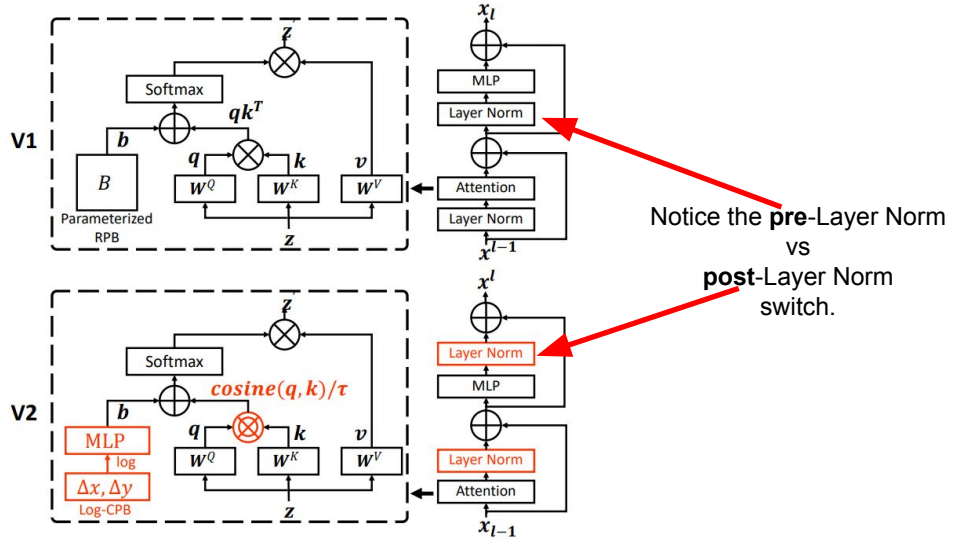 V1
z′
Softmax
qkᵀ
b
q
k
v
B
W^Q
W^K
W^V
Parameterized
RPB
z
x_l
MLP
Layer Norm
Attention
Layer Norm
x^{l−1}
Notice the pre-Layer Norm
vs
post-Layer Norm
switch.
V2
z′
Softmax
cosine(q, k)/τ
b
q
k
v
MLP
log
Δx, Δy
Log-CPB
W^Q
W^K
W^V
z
x^l
Layer Norm
MLP
Layer Norm
Attention
x_{l−1}